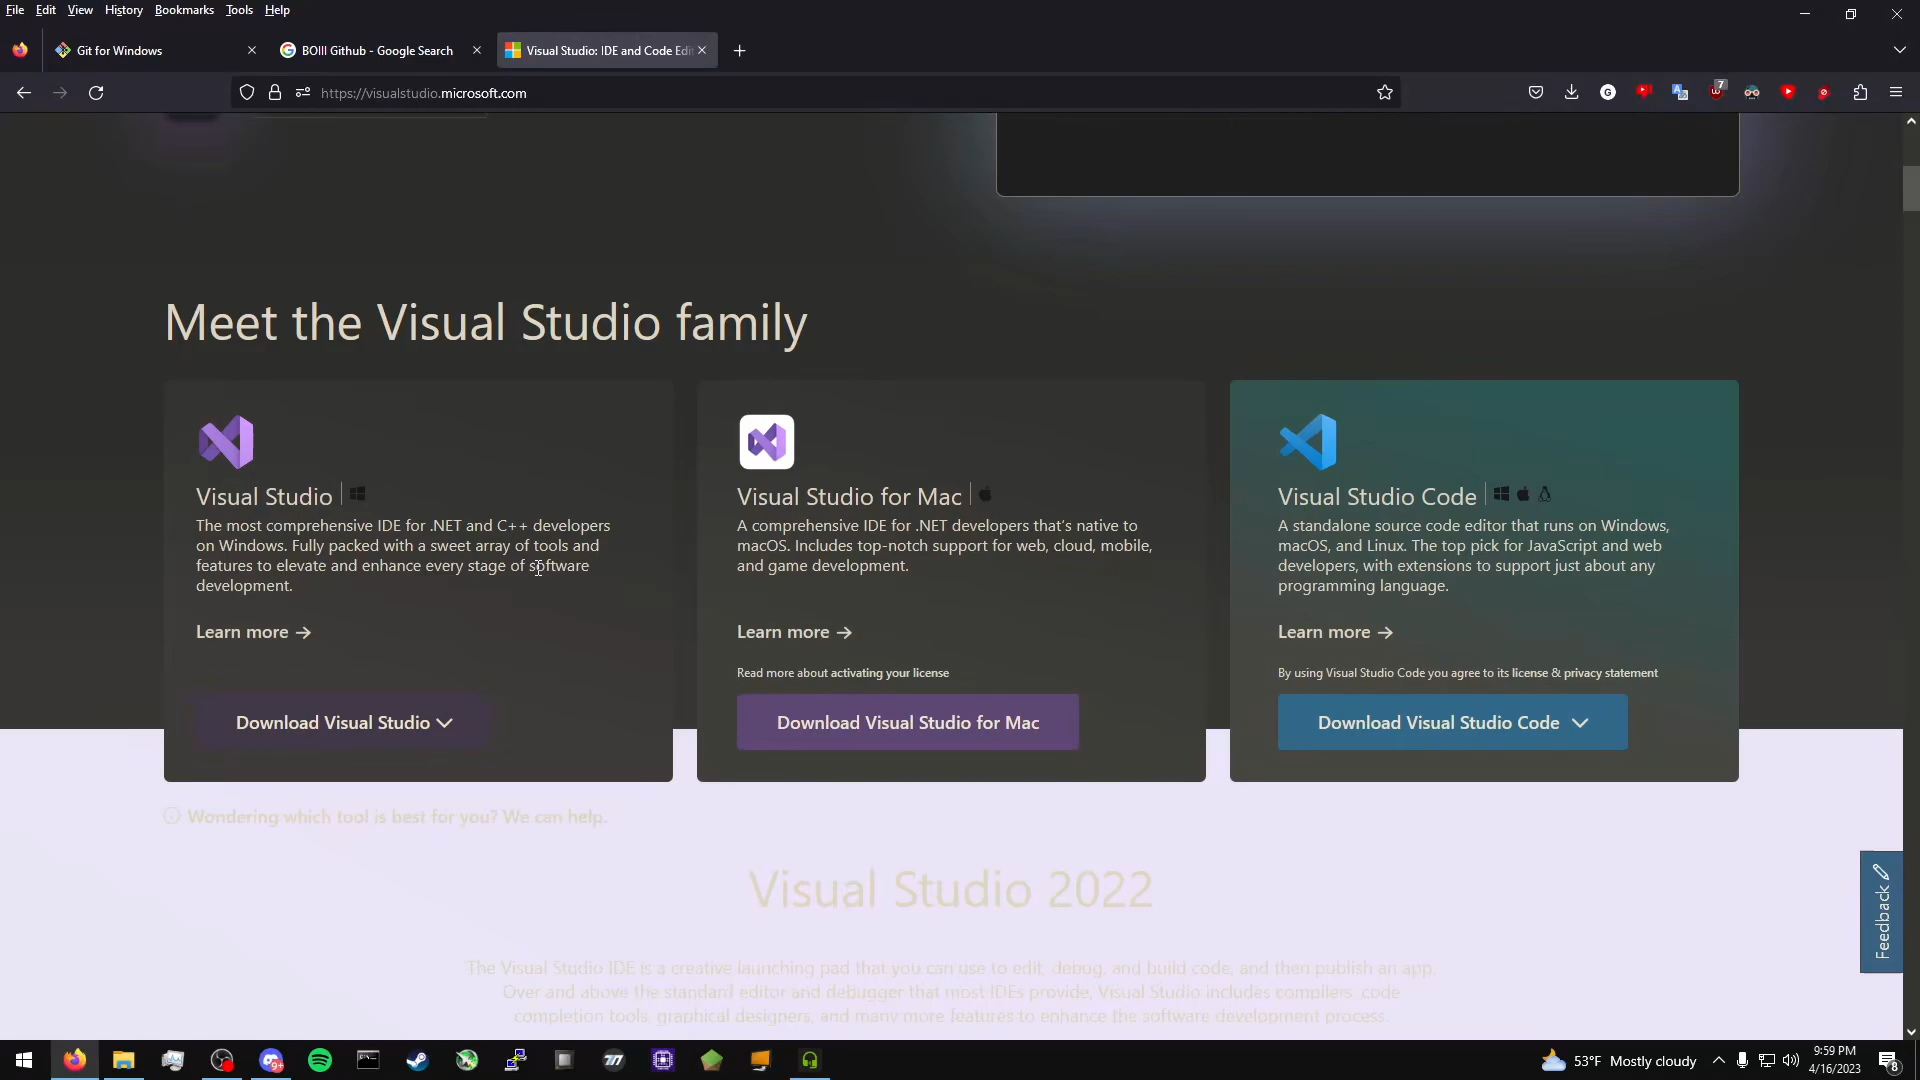 File Edit View History Bookmarks Tools Help
Git for Windows
BOIII Github - Google Search
Visual Studio: IDE and Code Edit
https://visualstudio.microsoft.com
7
Meet the Visual Studio family
Visual Studio
The most comprehensive IDE for .NET and C++ developers
on Windows. Fully packed with a sweet array of tools and
features to elevate and enhance every stage of software
development.
Learn more →
Download Visual Studio
Visual Studio for Mac
A comprehensive IDE for .NET developers that's native to
macOS. Includes top-notch support for web, cloud, mobile,
and game development.
Learn more →
Read more about activating your license
Download Visual Studio for Mac
Visual Studio Code
A standalone source code editor that runs on Windows,
macOS, and Linux. The top pick for JavaScript and web
developers, with extensions to support just about any
programming language.
Learn more →
By using Visual Studio Code you agree to its license & privacy statement
Download Visual Studio Code
Wondering which tool is best for you? We can help.
Visual Studio 2022
The Visual Studio IDE is a creative launching pad that you can use to edit, debug, and build code, and then publish an app.
Over and above the standard editor and debugger that most IDEs provide, Visual Studio includes compilers, code
completion tools, graphical designers, and many more features to enhance the software development process.
Feedback
53°F Mostly cloudy
9:59 PM
4/16/2023
8